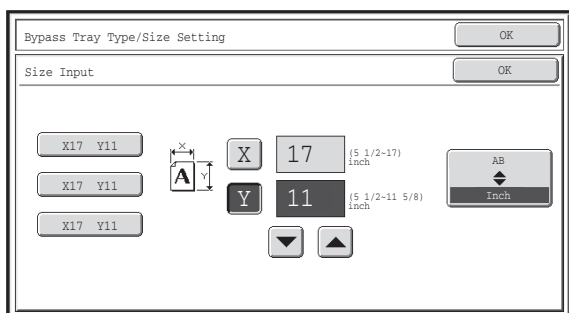 Bypass Tray Type/Size Setting OK
Size Input OK
X17 Y11
X17 Y11
X17 Y11
X
A Y
X 17 (5 1/2~17)
inch
Y 11 (5 1/2~11 5/8)
inch
AB
Inch